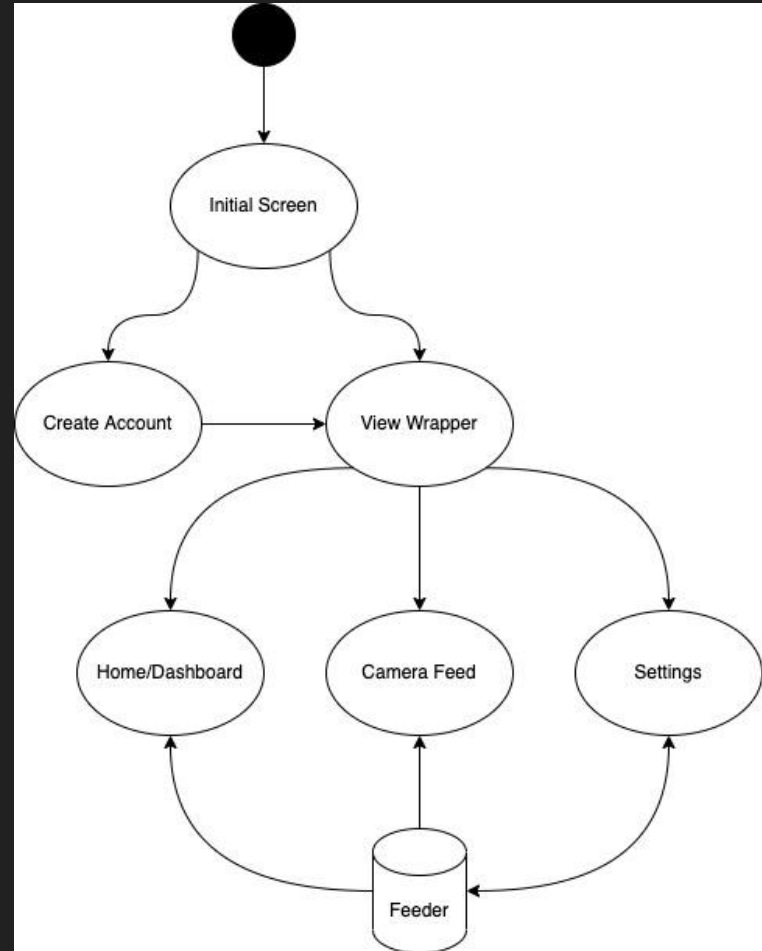 Initial Screen
Create Account
View Wrapper
Home/Dashboard
Camera Feed
Settings
Feeder